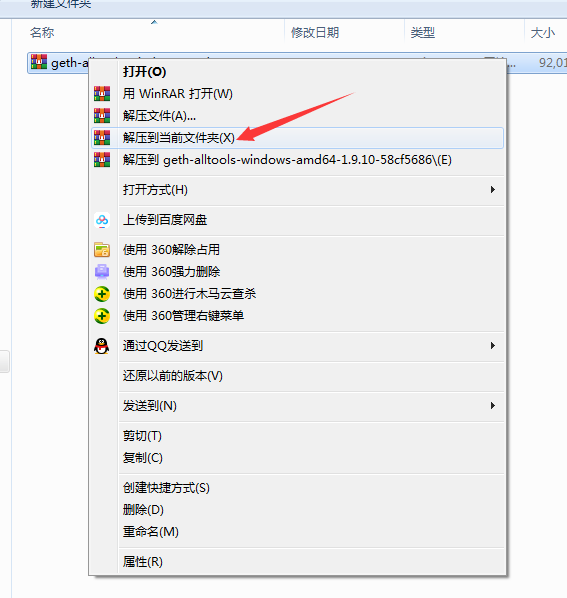 新建文件夹
名称
修改日期
类型
大小
92,01
打开(O)
用 WinRAR 打开(W)
解压文件(A)...
解压到当前文件夹(X)
解压到 geth-alltools-windows-amd64-1.9.10-58cf5686\(E)
打开方式(H)
上传到百度网盘
使用 360解除占用
使用 360强力删除
使用 360进行木马云查杀
使用 360管理右键菜单
通过QQ发送到
还原以前的版本(V)
发送到(N)
剪切(T)
复制(C)
创建快捷方式(S)
删除(D)
重命名(M)
属性(R)